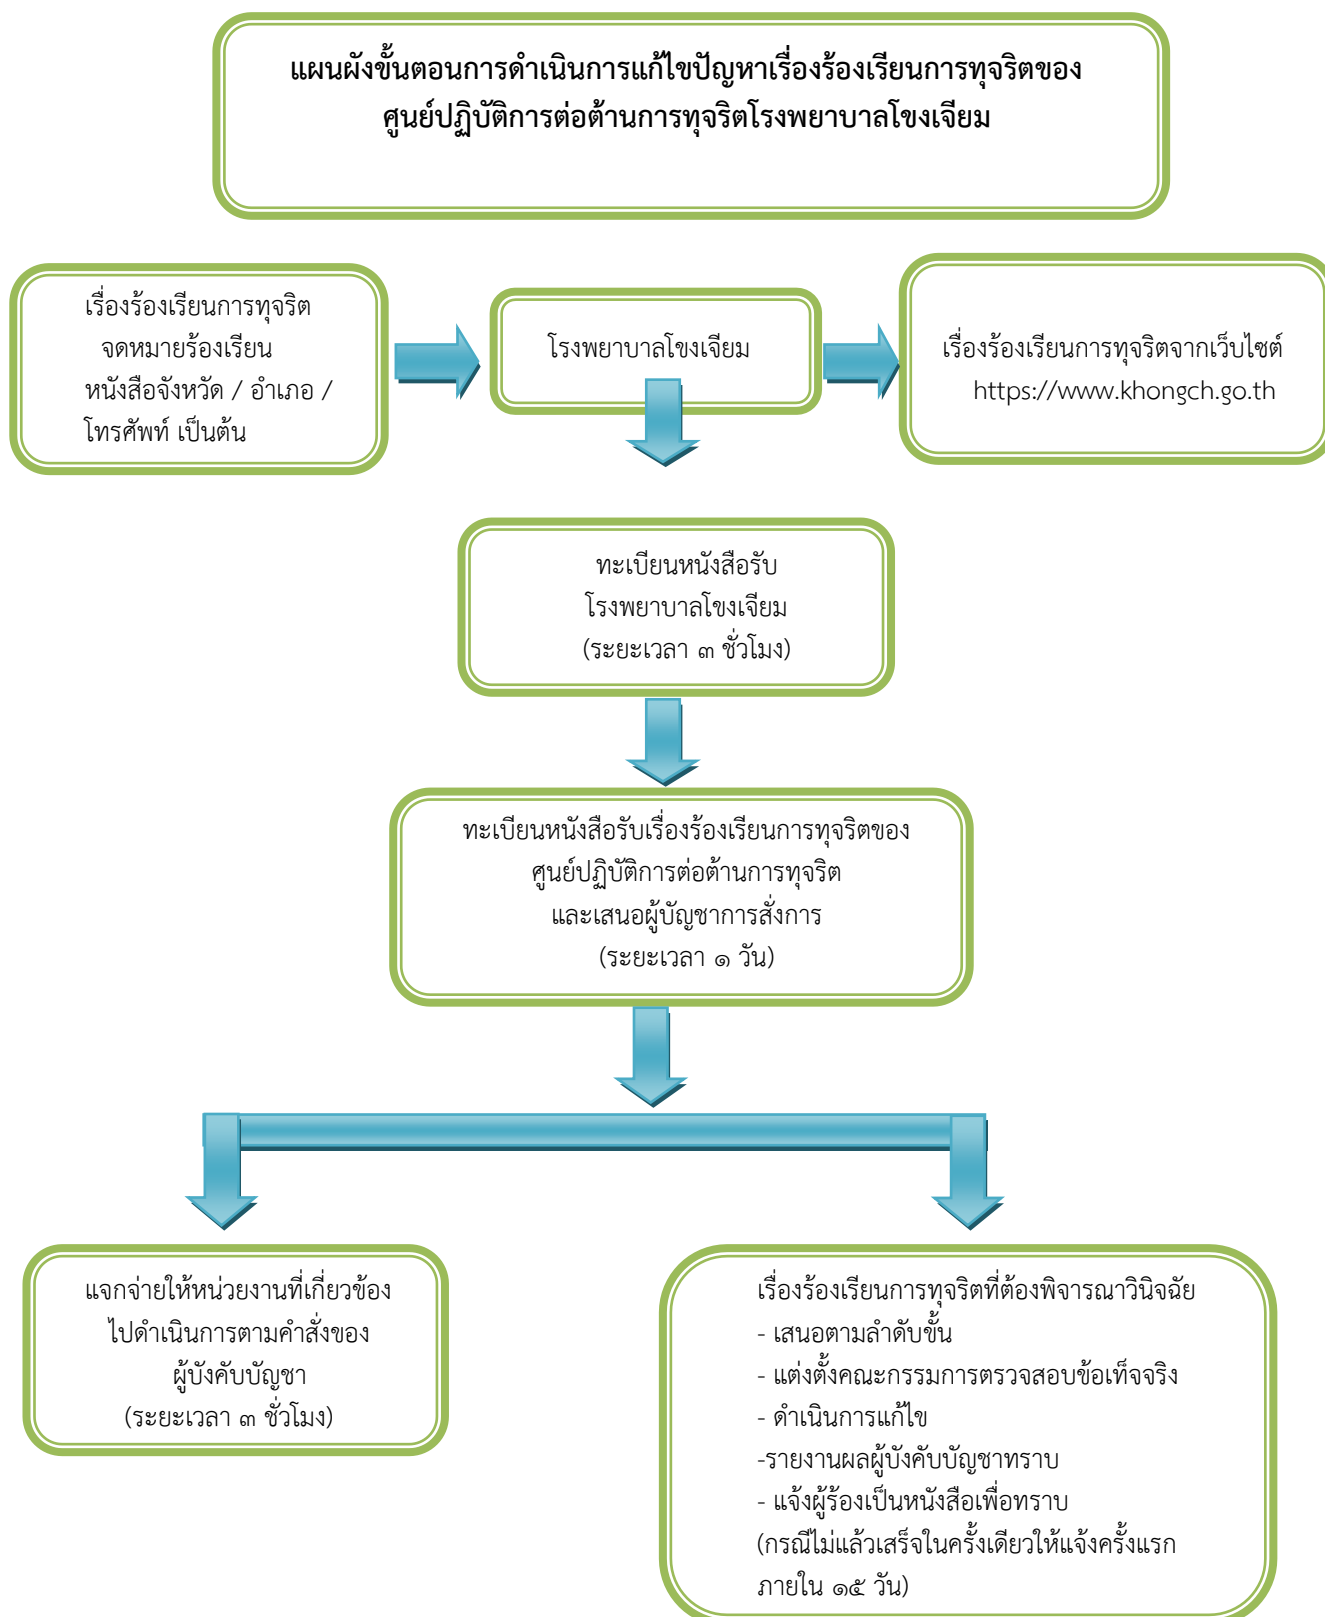 แผนผังขั้นตอนการดำเนินการแก้ไขปัญหาเรื่องร้องเรียนการทุจริตของ
ศูนย์ปฏิบัติการต่อต้านการทุจริตโรงพยาบาลโขงเจียม
เรื่องร้องเรียนการทุจริต
จดหมายร้องเรียน
หนังสือจังหวัด / อำเภอ /
โทรศัพท์ เป็นต้น
โรงพยาบาลโขงเจียม
เรื่องร้องเรียนการทุจริตจากเว็บไซต์
https://www.khongch.go.th
ทะเบียนหนังสือรับ
โรงพยาบาลโขงเจียม
(ระยะเวลา ๓ ชั่วโมง)
ทะเบียนหนังสือรับเรื่องร้องเรียนการทุจริตของ
ศูนย์ปฏิบัติการต่อต้านการทุจริต
และเสนอผู้บัญชาการสั่งการ
(ระยะเวลา ๑ วัน)
แจกจ่ายให้หน่วยงานที่เกี่ยวข้อง
ไปดำเนินการตามคำสั่งของ
ผู้บังคับบัญชา
(ระยะเวลา ๓ ชั่วโมง)
เรื่องร้องเรียนการทุจริตที่ต้องพิจารณาวินิจฉัย
- เสนอตามลำดับขั้น
- แต่งตั้งคณะกรรมการตรวจสอบข้อเท็จจริง
- ดำเนินการแก้ไข
-รายงานผลผู้บังคับบัญชาทราบ
- แจ้งผู้ร้องเป็นหนังสือเพื่อทราบ
(กรณีไม่แล้วเสร็จในครั้งเดียวให้แจ้งครั้งแรก
ภายใน ๑๕ วัน)